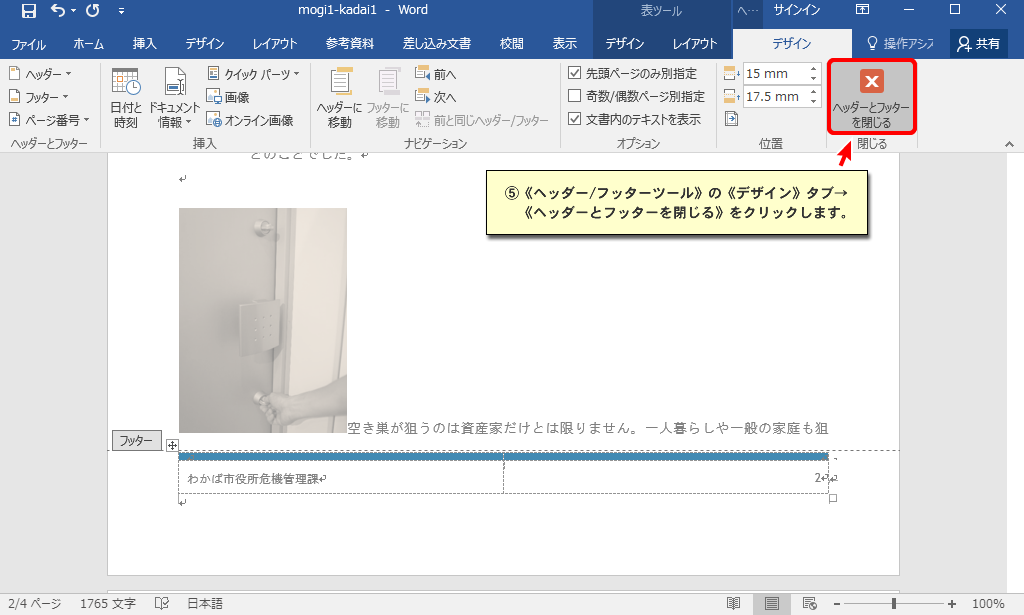 mogi1-kadai1 - Word
表ツール
ヘ…
サインイン
ファイル ホーム 挿入 デザイン レイアウト 参考資料 差し込み文書 校閲 表示 デザイン レイアウト デザイン 操作アシ 共有
ヘッダー
フッター
ページ番号
ヘッダーとフッター
日付と
時刻
ドキュメント
情報
クイック パーツ
画像
オンライン画像
挿入
ヘッダーに
移動
フッターに
移動
前へ
次へ
前と同じヘッダー/フッター
ナビゲーション
先頭ページのみ別指定
奇数/偶数ページ別指定
文書内のテキストを表示
オプション
15 mm
17.5 mm
位置
ヘッダーとフッター
を閉じる
閉じる
とのことでした。
⑤《ヘッダー/フッターツール》の《デザイン》タブ→
《ヘッダーとフッターを閉じる》をクリックします。
空き巣が狙うのは資産家だけとは限りません。一人暮らしや一般の家庭も狙
フッター
わかば市役所危機管理課
2
2/4 ページ 1765 文字 日本語 100%